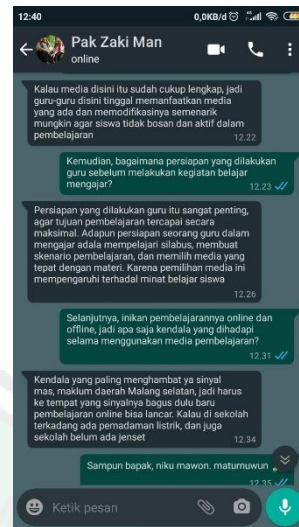 12:40
0,0KB/d
Pak Zaki Man
online
Kalau media disini itu sudah cukup lengkap, jadi
guru-guru disini tinggal memanfaatkan media
yang ada dan memodifikasinya semenarik
mungkin agar siswa tidak bosan dan aktif dalam
pembelajaran
12.22
Kemudian, bagaimana persiapan yang dilakukan
guru sebelum melakukan kegiatan belajar
mengajar?
12.23
Persiapan yang dilakukan guru itu sangat penting,
agar tujuan pembelajaran tercapai secara
maksimal. Adapun persiapan seorang guru dalam
mengajar adala mempelajari silabus, membuat
skenario pembelajaran, dan memilih media yang
tepat dengan materi. Karena pemilihan media ini
mempengaruhi terhadal minat belajar siswa
12.26
Selanjutnya, inikan pembelajarannya online dan
offline, jadi apa saja kendala yang dihadapi
selama menggunakan media pembelajaran?
12.31
Kendala yang paling menghambat ya sinyal
mas, maklum daerah Malang selatan, jadi harus
ke tempat yang sinyalnya bagus dulu baru
pembelajaran online bisa lancar. Kalau di sekolah
terkadang ada pemadaman listrik, dan juga
sekolah belum ada jenset
12.34
Sampun bapak, niku mawon. maturnuwun
12.35
Ketik pesan